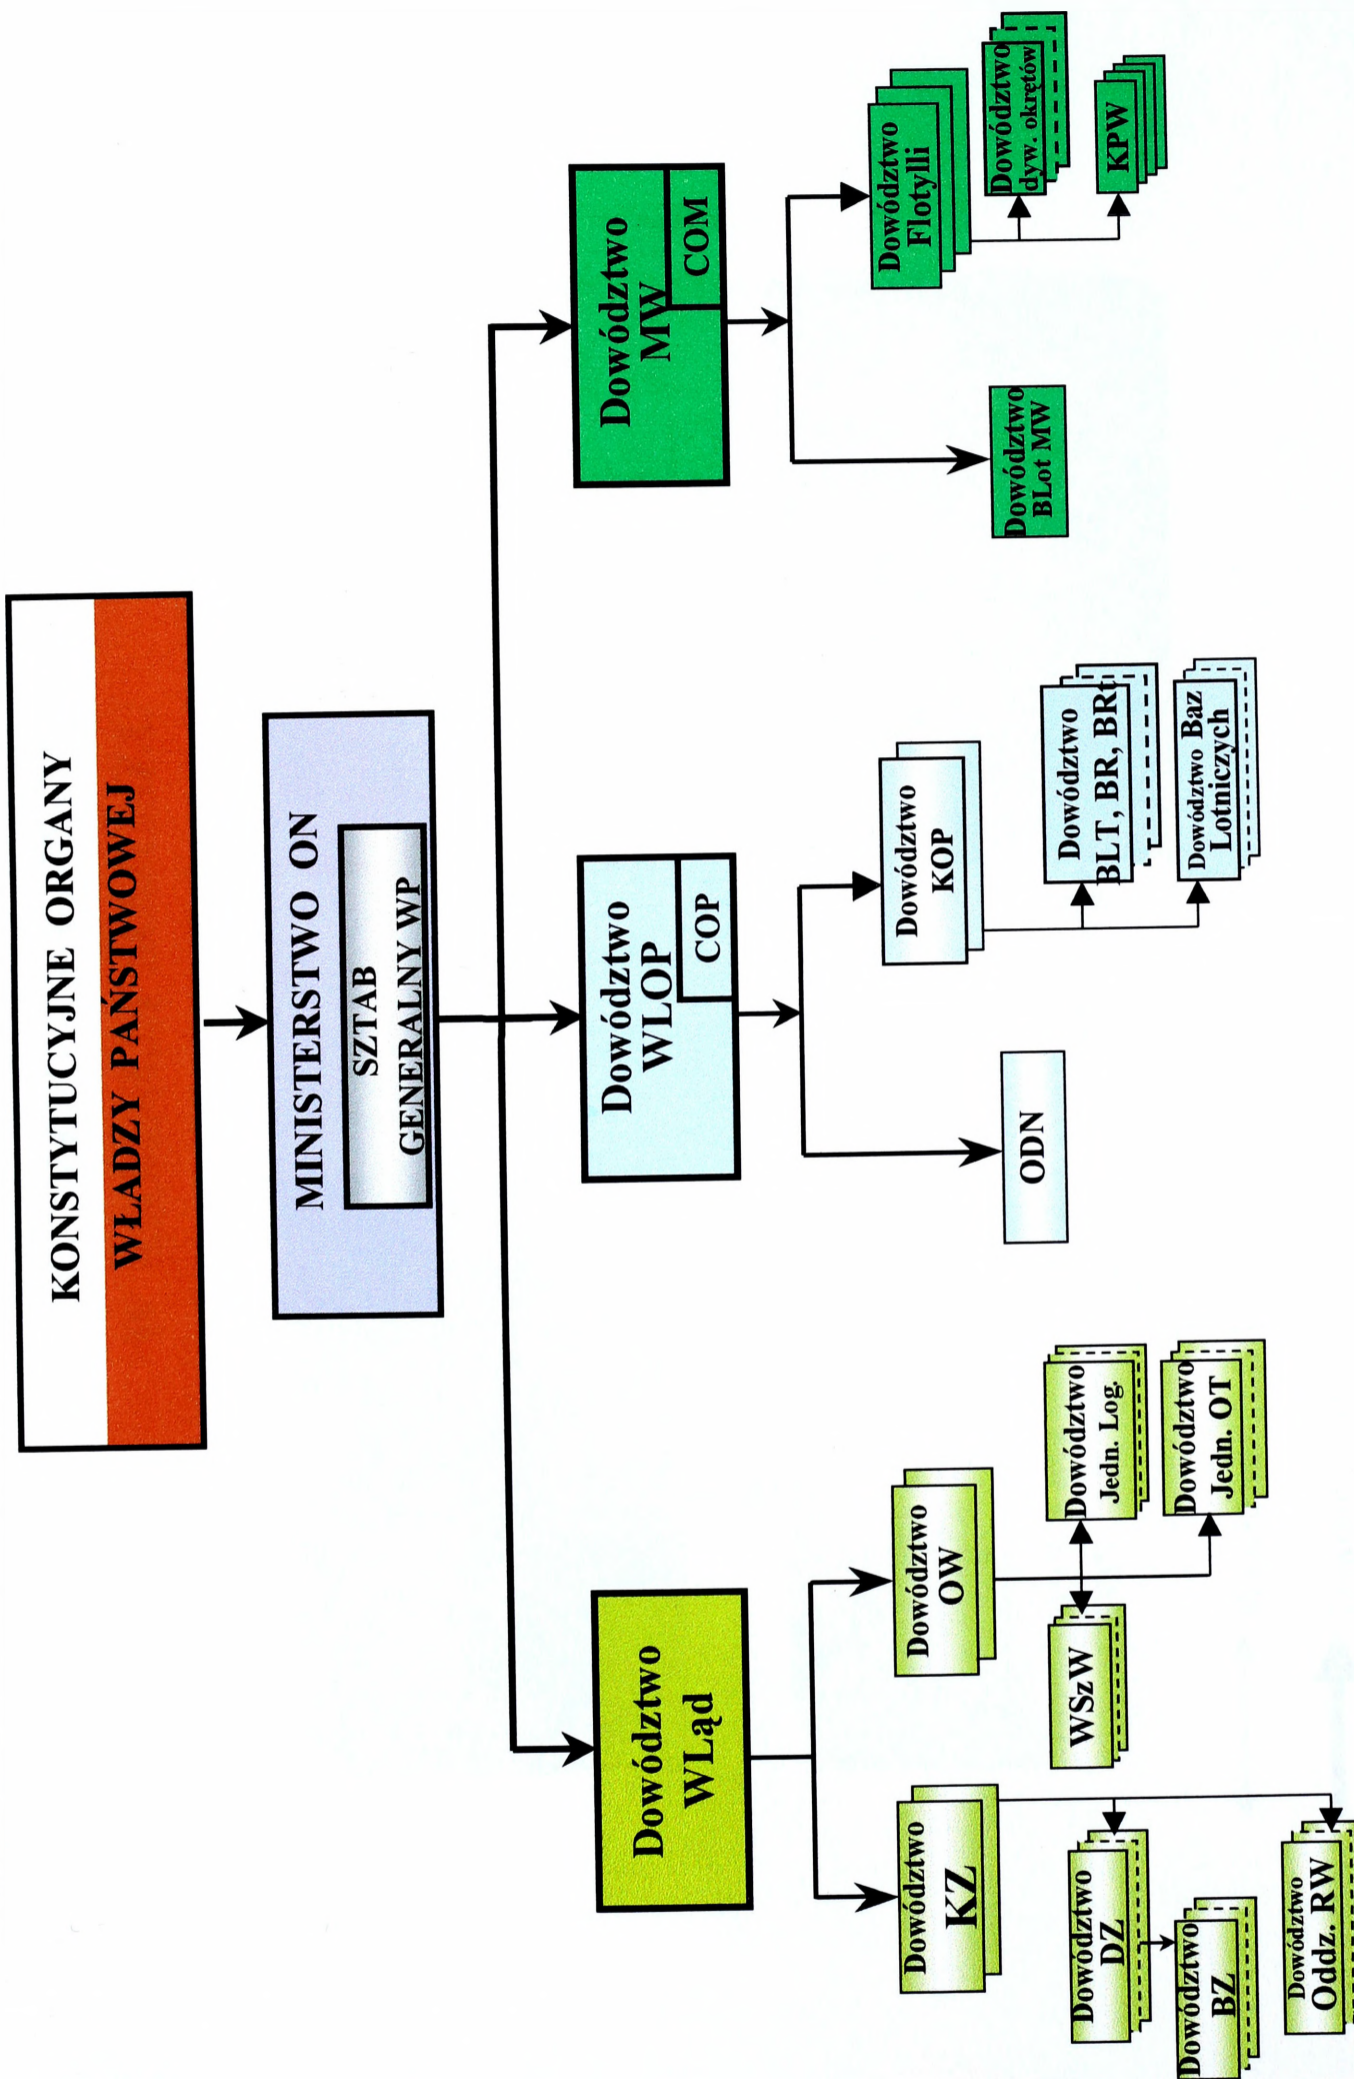 KONSTYTUCYJNE ORGANY
WŁADZY PAŃSTWOWEJ
MINISTERSTWO ON
SZTAB
GENERALNY WP
Dowództwo
WLąd
Dowództwo
WLOP
COP
Dowództwo
MW
COM
Dowództwo
KZ
Dowództwo
OW
ODN
Dowództwo
KOP
Dowództwo
BLot MW
Dowództwo
Flotylli
Dowództwo
DZ
Dowództwo
BZ
Dowództwo
Oddz. RW
WSzW
Dowództwo
Jedn. Log.
Dowództwo
Jedn. OT
Dowództwo
BLT, BR, BRt
Dowództwo Baz
Lotniczych
Dowództwo
dyw. okrętów
KPW